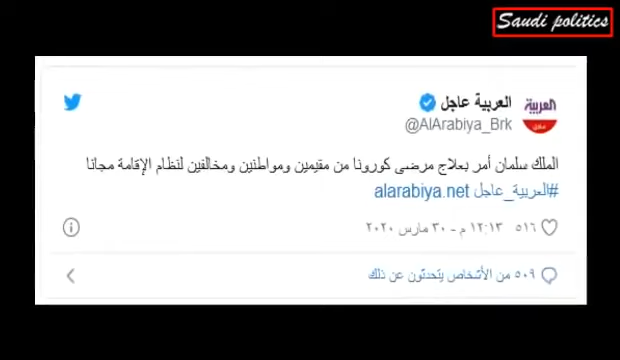 Saudi politics
العربية عاجل
@AlArabiya_Brk
العربية
عاجل
الملك سلمان أمر بعلاج مرضى كورونا من مقيمين ومواطنين ومخالفين لنظام الإقامة مجانا
#العربية_عاجل alarabiya.net
٥١٦ ١٢:١٣ م - ٣٠ مارس ٢٠٢٠
٥٠٩ من الأشخاص يتحدثون عن ذلك